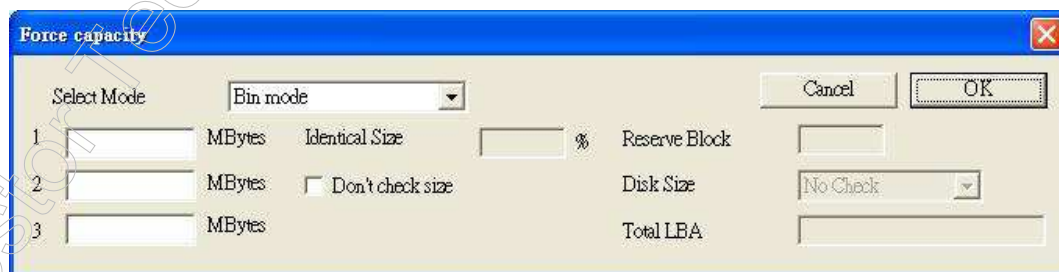 Force capacity
Select Mode Bin mode Cancel OK
1 MBytes Identical Size % Reserve Block
2 MBytes Don't check size Disk Size No Check
3 MBytes Total LBA